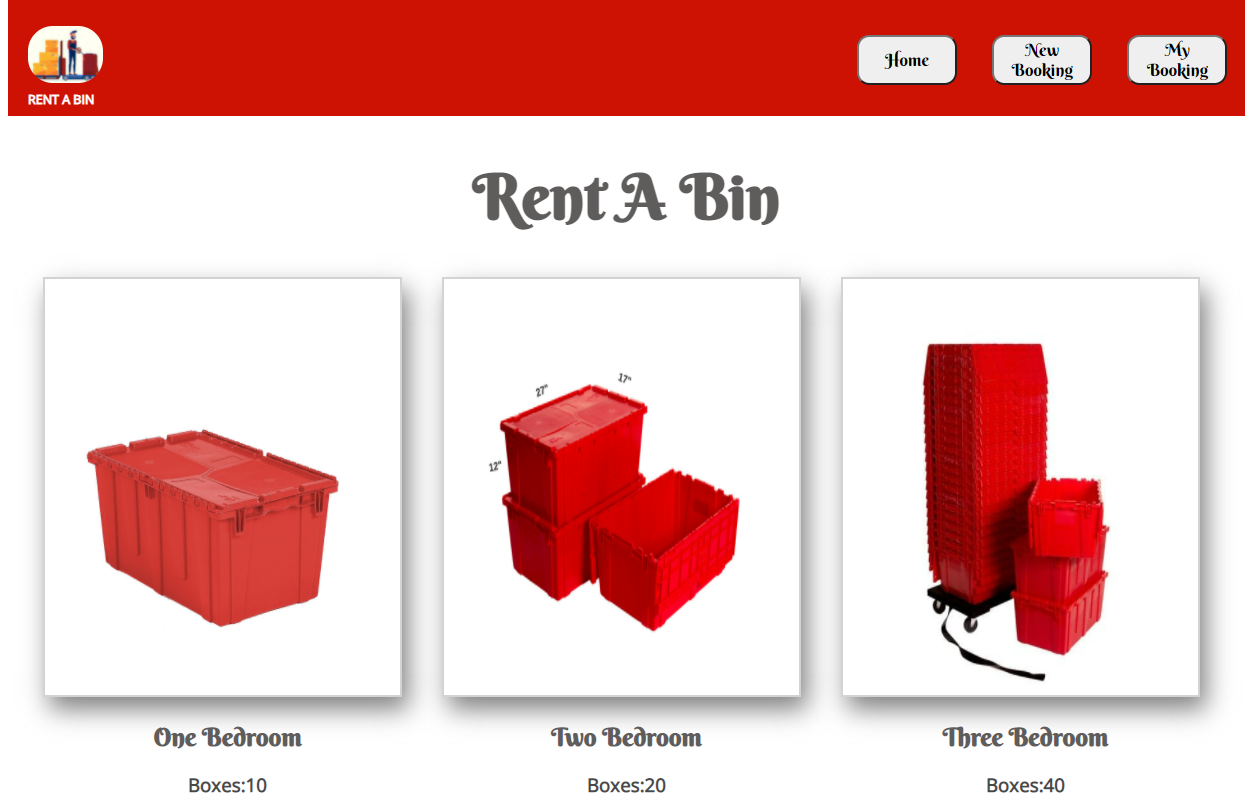 RENT A BIN
Home
New
Booking
My
Booking
Rent A Bin
27"
17"
12"
One Bedroom
Two Bedroom
Three Bedroom
Boxes:10
Boxes:20
Boxes:40